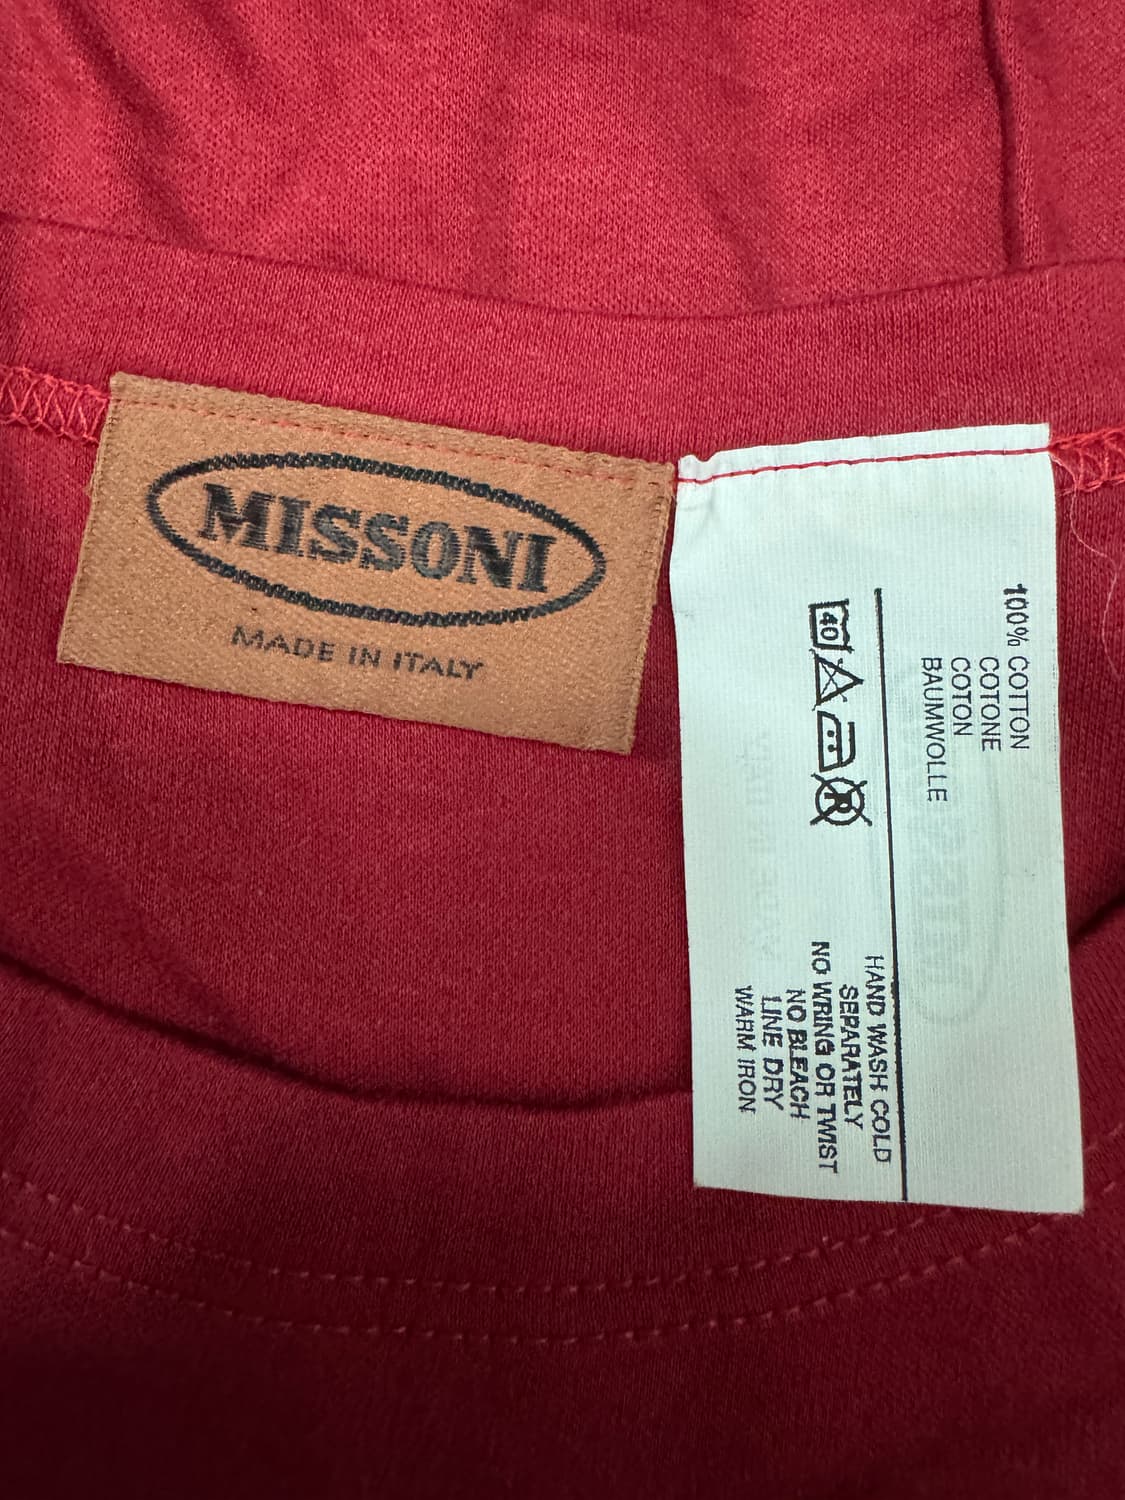 MISSONI
MADE IN ITALY
100% COTTON
COTONE
COTON
BAUMWOLLE
40
R
HAND WASH COLD
SEPARATELY
NO WRING OR TWIST
NO BLEACH
LINE DRY
WARM IRON